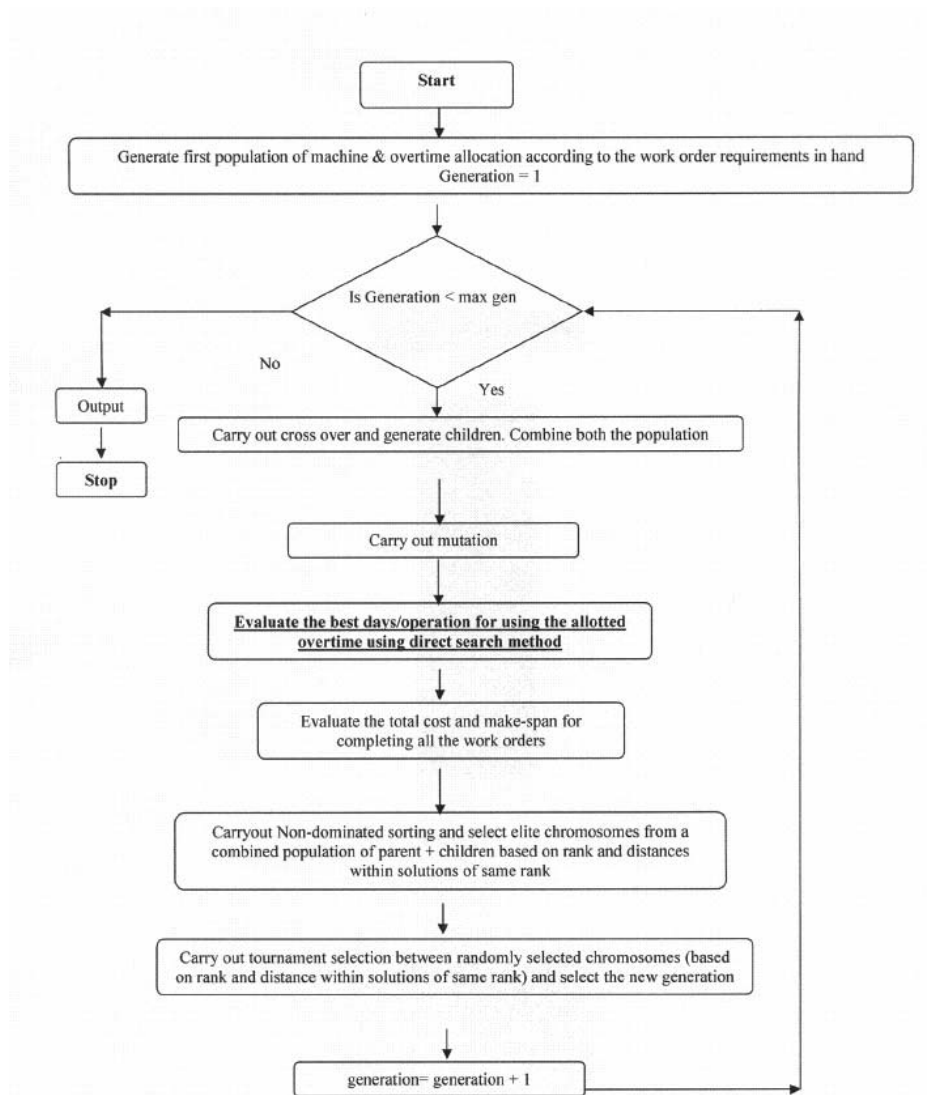 Start
Generate first population of machine & overtime allocation according to the work order requirements in hand
Generation = 1
Is Generation < max gen
No
Yes
Output
Carry out cross over and generate children. Combine both the population
Stop
Carry out mutation
Evaluate the best days/operation for using the allotted
overtime using direct search method
Evaluate the total cost and make-span for
completing all the work orders
Carryout Non-dominated sorting and select elite chromosomes from a
combined population of parent + children based on rank and distances
within solutions of same rank
Carry out tournament selection between randomly selected chromosomes (based
on rank and distance within solutions of same rank) and select the new generation
generation= generation + 1